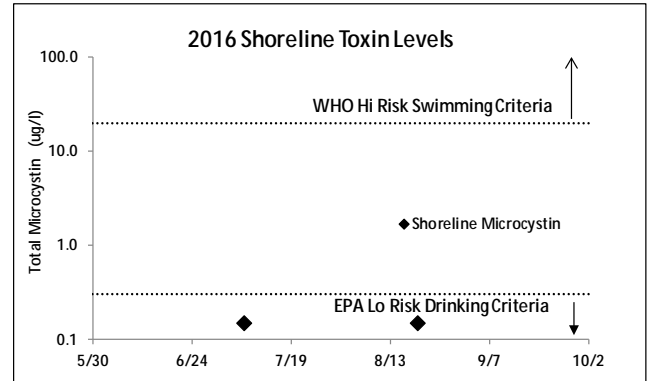 2016 Shoreline Toxin Levels
Total Microcystin (ug/l)
100.0
WHO Hi Risk Swimming Criteria
10.0
Shoreline Microcystin
1.0
EPA Lo Risk Drinking Criteria
0.1
5/30 6/24 7/19 8/13 9/7 10/2